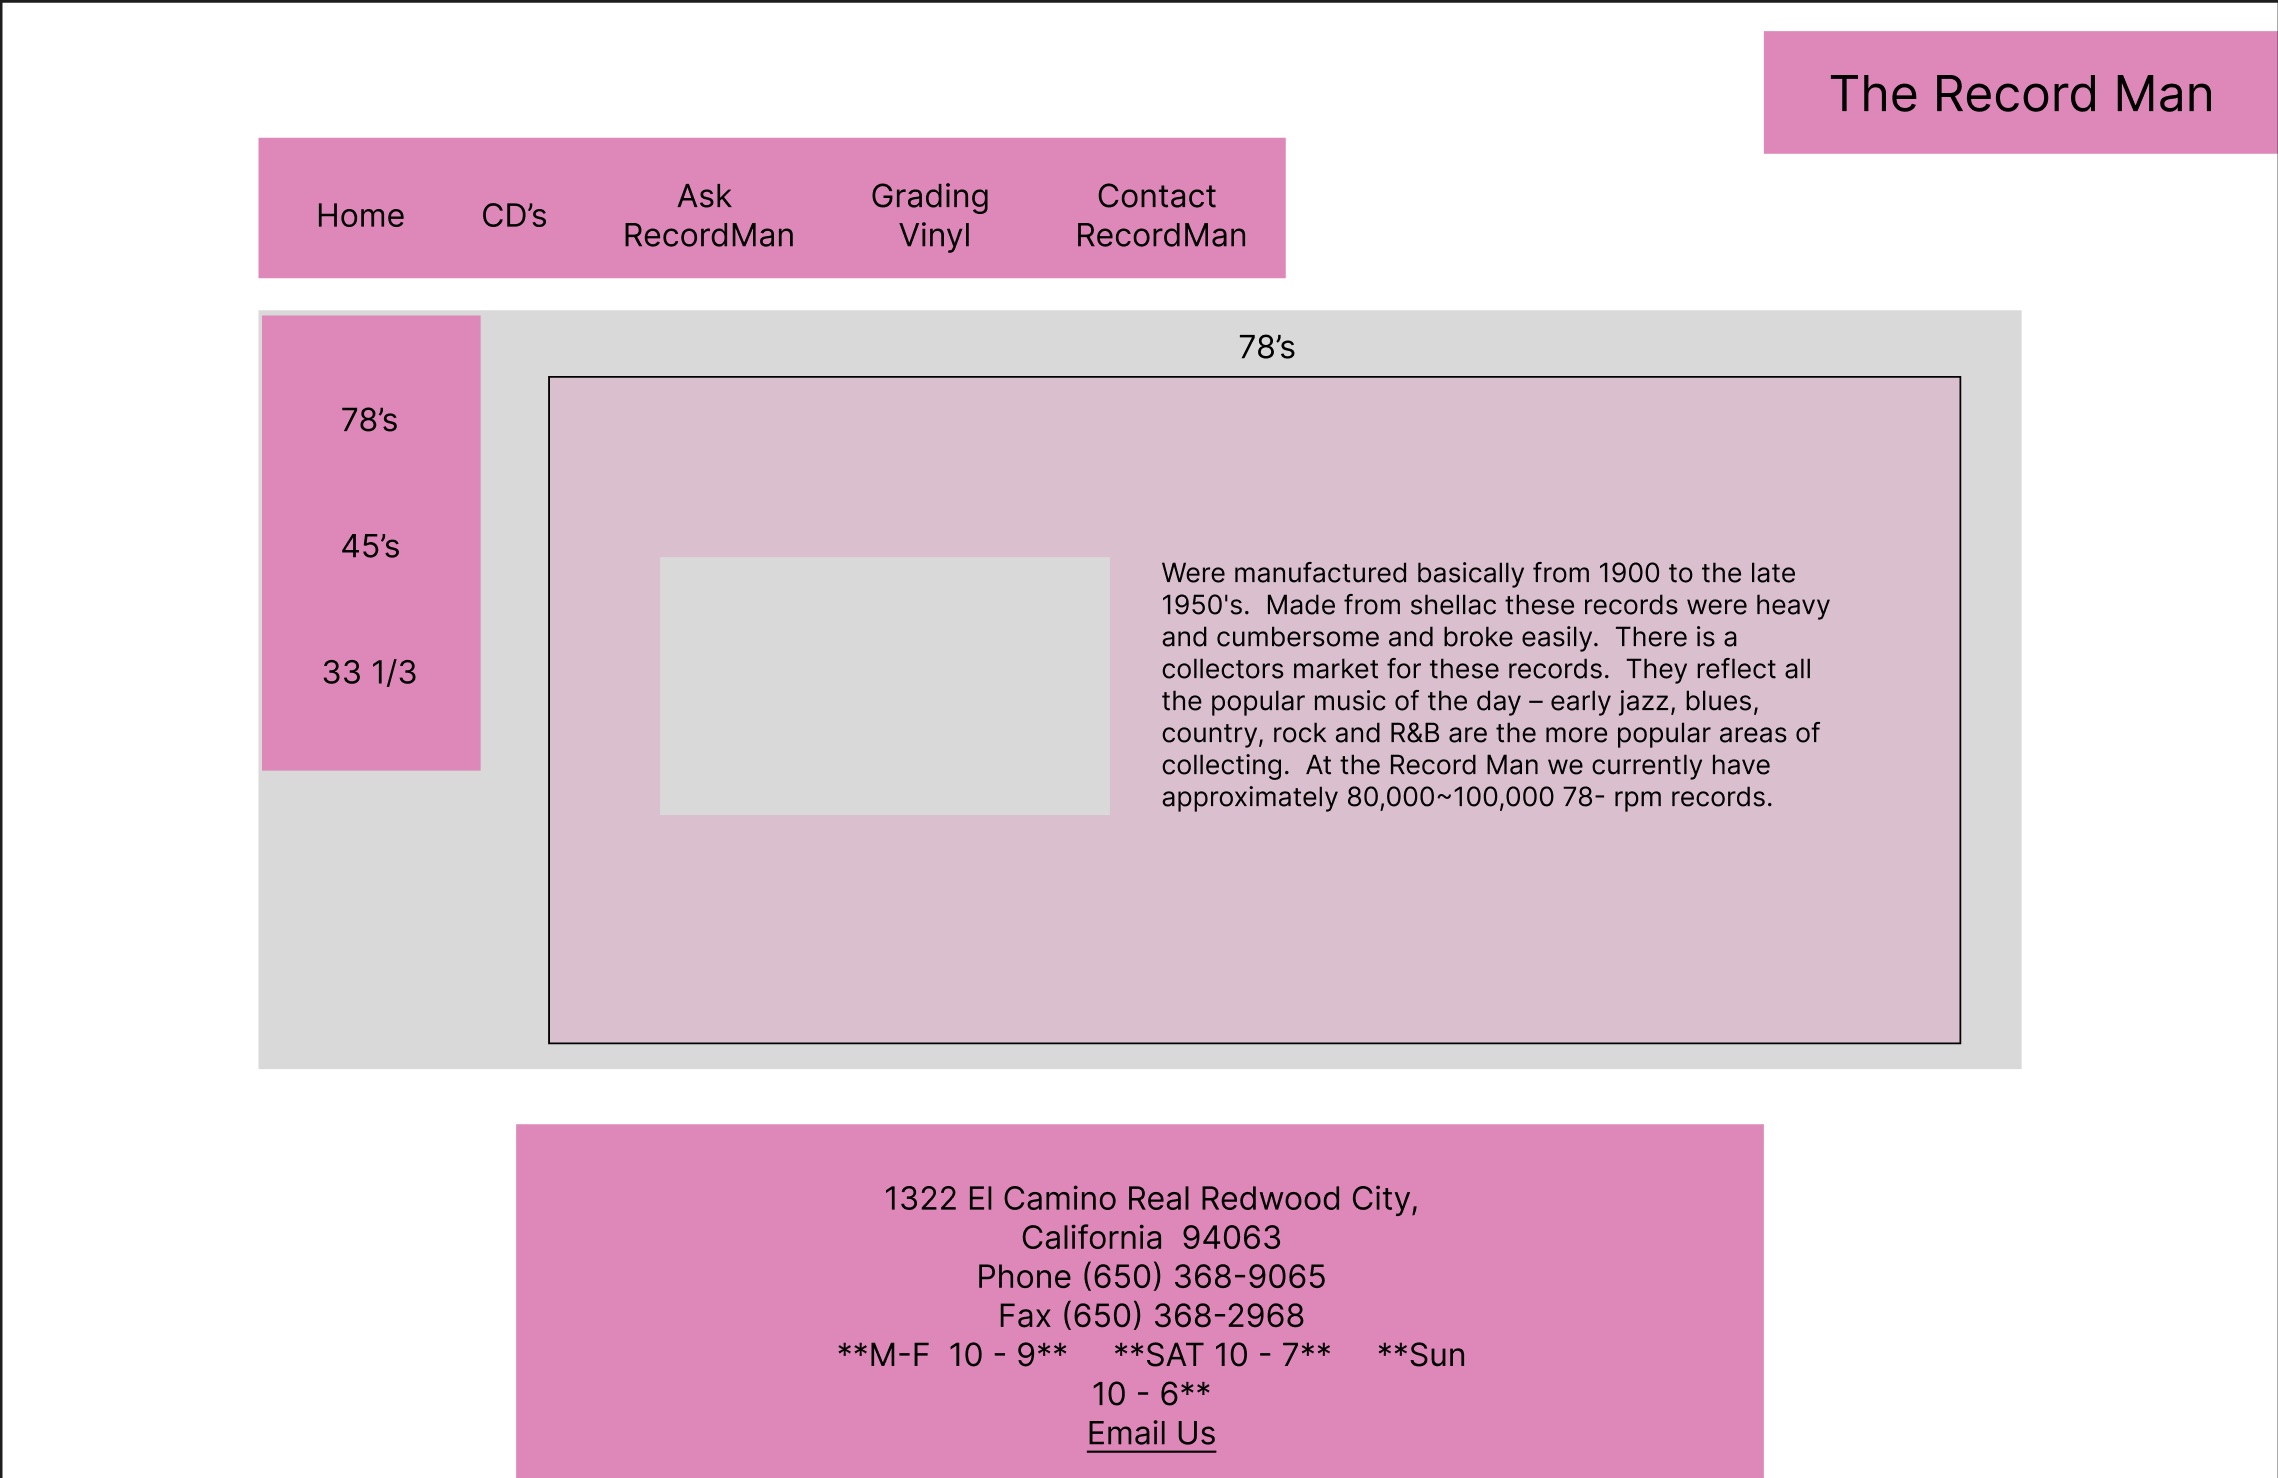 The Record Man
Home
CD’s
Ask
RecordMan
Grading
Vinyl
Contact
RecordMan
78’s
45’s
33 1/3
78’s
Were manufactured basically from 1900 to the late
1950's.  Made from shellac these records were heavy
and cumbersome and broke easily.  There is a
collectors market for these records.  They reflect all
the popular music of the day – early jazz, blues,
country, rock and R&B are the more popular areas of
collecting.  At the Record Man we currently have
approximately 80,000~100,000 78- rpm records.
1322 El Camino Real Redwood City,
California  94063
Phone (650) 368-9065
Fax (650) 368-2968
**M-F  10 - 9**     **SAT 10 - 7**     **Sun
10 - 6**
Email Us